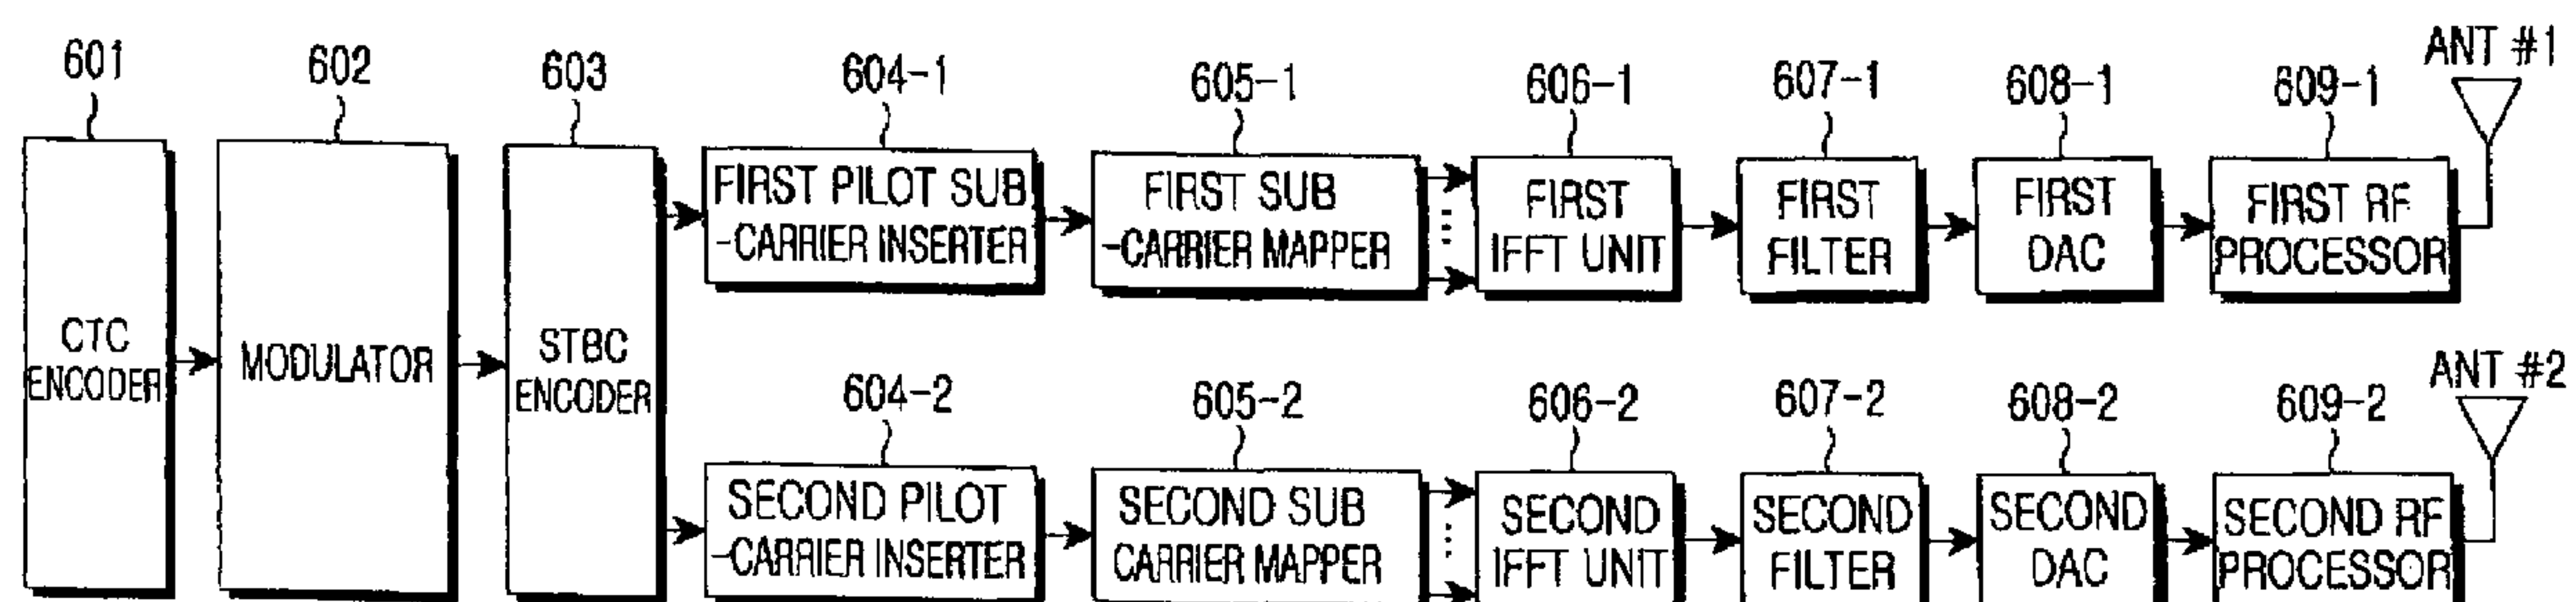 601
602
603
604-1
605-1
606-1
607-1
608-1
609-1
ANT #1
CTC
ENCODER
MODULATOR
STBC
ENCODER
FIRST PILOT SUB
-CARRIER INSERTER
FIRST SUB
-CARRIER MAPPER
FIRST
IFFT UNIT
FIRST
FILTER
FIRST
DAC
FIRST RF
PROCESSOR
604-2
605-2
606-2
607-2
608-2
609-2
ANT #2
SECOND PILOT
-CARRIER INSERTER
SECOND SUB
CARRIER MAPPER
SECOND
IFFT UNIT
SECOND
FILTER
SECOND
DAC
SECOND RF
PROCESSOR